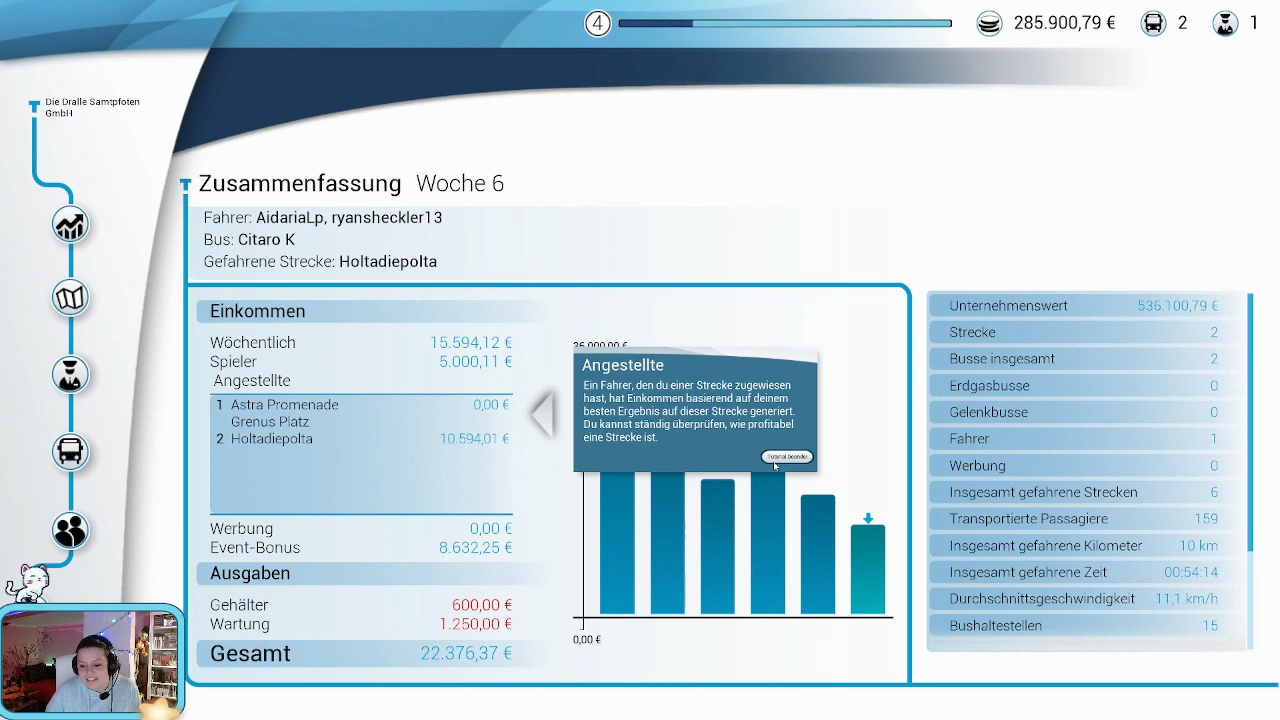 4
285.900,79 €
2
1
Die Dralle Samtpfoten
GmbH
Zusammenfassung Woche 6
Fahrer: AidariaLp, ryansheckler13
Bus: Citaro K
Gefahrene Strecke: Holtadiepolta
Einkommen
Wöchentlich 15.594,12 €
Spieler 5.000,11 €
Angestellte
1 Astra Promenade 0,00 €
Grenus Platz
2 Holtadiepolta 10.594,01 €
Werbung 0,00 €
Event-Bonus 8.632,25 €
Ausgaben
Gehälter 600,00 €
Wartung 1.250,00 €
Gesamt 22.376,37 €
36.000,00 €
Angestellte
Ein Fahrer, den du einer Strecke zugewiesen
hast, hat Einkommen basierend auf deinem
besten Ergebnis auf dieser Strecke generiert.
Du kannst ständig überprüfen, wie profitabel
eine Strecke ist.
Tutorial beenden
0,00 €
Unternehmenswert 536.100,79 €
Strecke 2
Busse insgesamt 2
Erdgasbusse 0
Gelenkbusse 0
Fahrer 1
Werbung 0
Insgesamt gefahrene Strecken 6
Transportierte Passagiere 159
Insgesamt gefahrene Kilometer 10 km
Insgesamt gefahrene Zeit 00:54:14
Durchschnittsgeschwindigkeit 11,1 km/h
Bushaltestellen 15